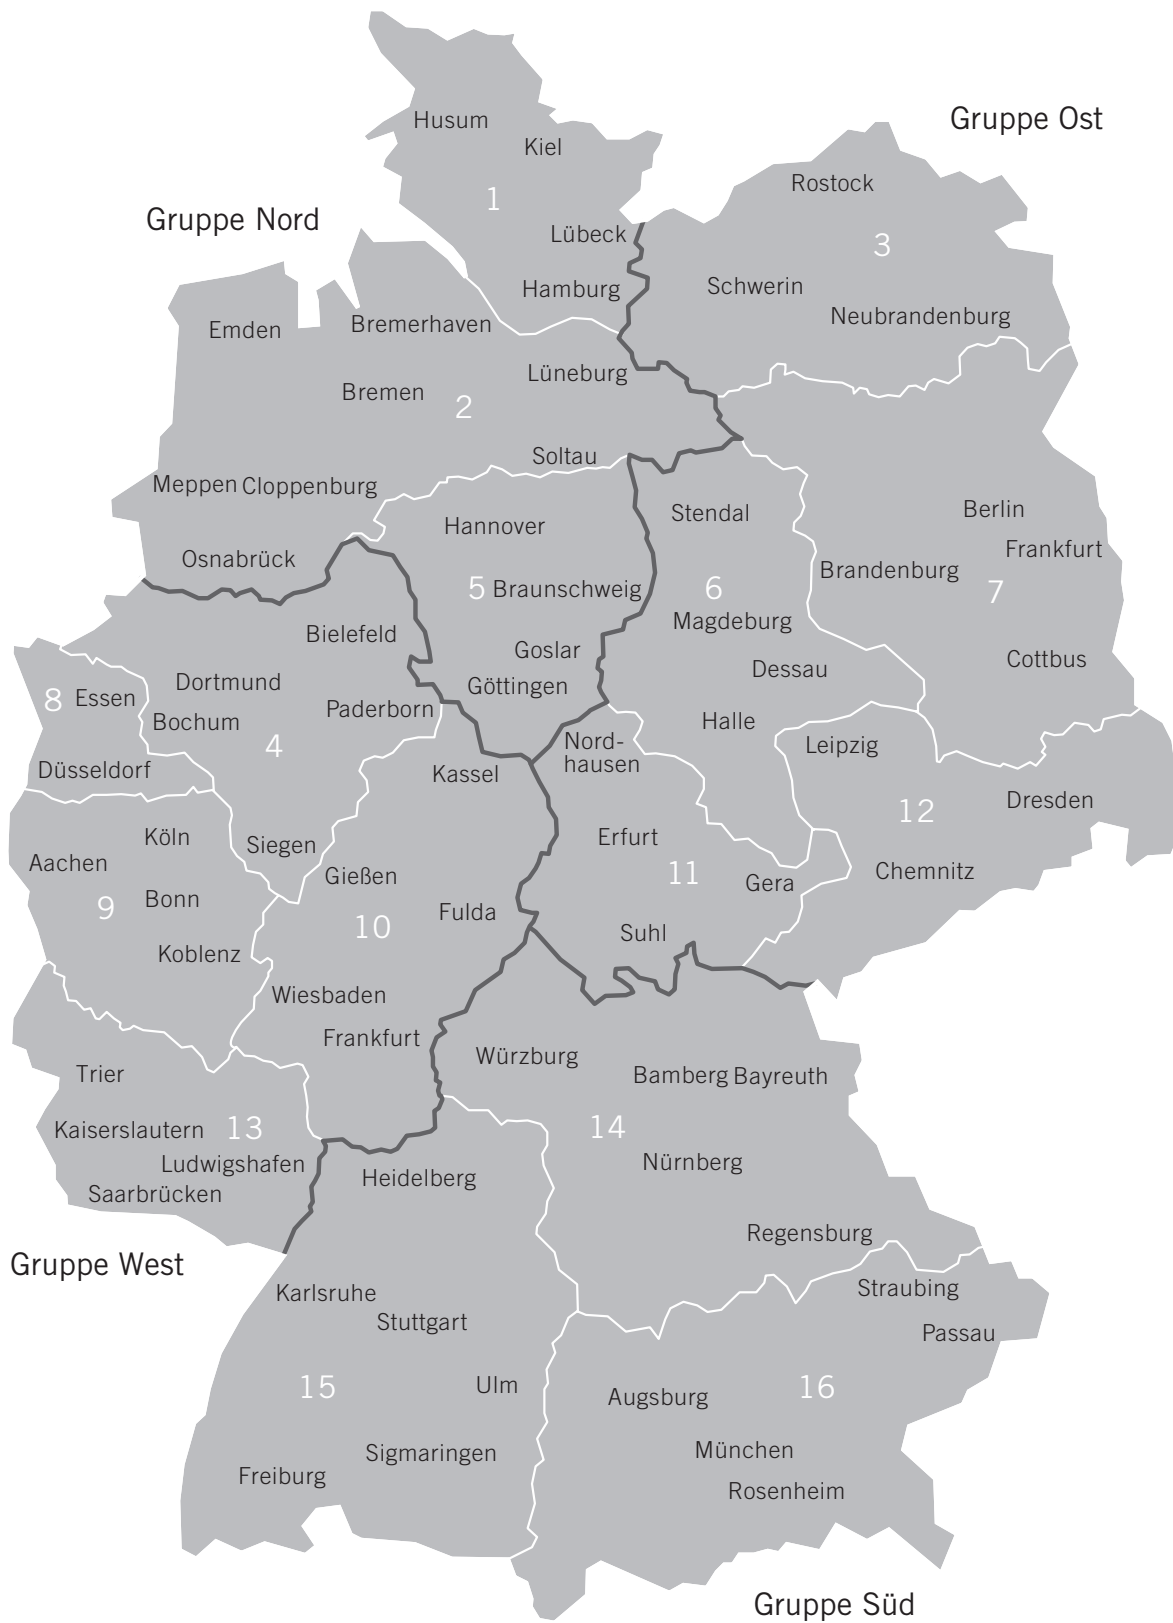 Husum
Gruppe Ost
Kiel
Rostock
1
Gruppe Nord
Lübeck
3
Schwerin
Hamburg
Neubrandenburg
Emden
Bremerhaven
Lüneburg
Bremen
2
Soltau
Meppen Cloppenburg
Stendal
Berlin
Hannover
Frankfurt
Osnabrück
Brandenburg
5 Braunschweig
6
7
Magdeburg
Bielefeld
Goslar
Cottbus
Dessau
Dortmund
Göttingen
8 Essen
Paderborn
Bochum
Halle
4
Nord-
hausen
Leipzig
Düsseldorf
Kassel
Dresden
12
Köln
Erfurt
Siegen
Aachen
Gießen
11
Gera
Chemnitz
Bonn
9
Fulda
10
Suhl
Koblenz
Wiesbaden
Frankfurt
Würzburg
Trier
Bamberg Bayreuth
Kaiserslautern
13
14
Ludwigshafen
Nürnberg
Heidelberg
Saarbrücken
Regensburg
Gruppe West
Straubing
Karlsruhe
Stuttgart
Passau
15
Ulm
16
Augsburg
Sigmaringen
München
Freiburg
Rosenheim
Gruppe Süd